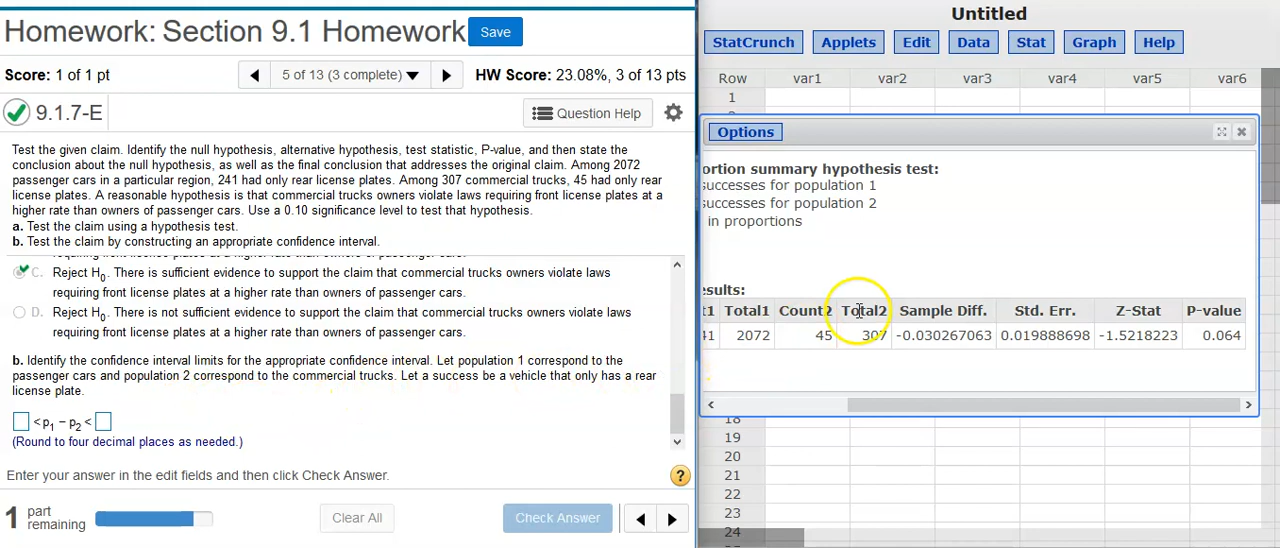 Homework: Section 9.1 Homework
Save
Score: 1 of 1 pt
5 of 13 (3 complete)
HW Score: 23.08%, 3 of 13 pts
9.1.7-E
Question Help
Test the given claim. Identify the null hypothesis, alternative hypothesis, test statistic, P-value, and then state the
conclusion about the null hypothesis, as well as the final conclusion that addresses the original claim. Among 2072
passenger cars in a particular region, 241 had only rear license plates. Among 307 commercial trucks, 45 had only rear
license plates. A reasonable hypothesis is that commercial trucks owners violate laws requiring front license plates at a
higher rate than owners of passenger cars. Use a 0.10 significance level to test that hypothesis.
a. Test the claim using a hypothesis test.
b. Test the claim by constructing an appropriate confidence interval.
requiring front license plates at a higher rate than owners of passenger cars.
C. Reject H0. There is sufficient evidence to support the claim that commercial trucks owners violate laws
requiring front license plates at a higher rate than owners of passenger cars.
D. Reject H0. There is not sufficient evidence to support the claim that commercial trucks owners violate laws
requiring front license plates at a higher rate than owners of passenger cars.
b. Identify the confidence interval limits for the appropriate confidence interval. Let population 1 correspond to the
passenger cars and population 2 correspond to the commercial trucks. Let a success be a vehicle that only has a rear
license plate.
< p1 − p2 <
(Round to four decimal places as needed.)
Enter your answer in the edit fields and then click Check Answer.
?
1 part remaining
Clear All
Check Answer
Untitled
StatCrunch Applets Edit Data Stat Graph Help
Row var1 var2 var3 var4 var5 var6
1
Options
ortion summary hypothesis test:
successes for population 1
successes for population 2
in proportions
esults:
t1 Total1 Count2 Total2 Sample Diff. Std. Err. Z-Stat P-value
41 2072 45 307 -0.030267063 0.019888698 -1.5218223 0.064
18
19
20
21
22
23
24